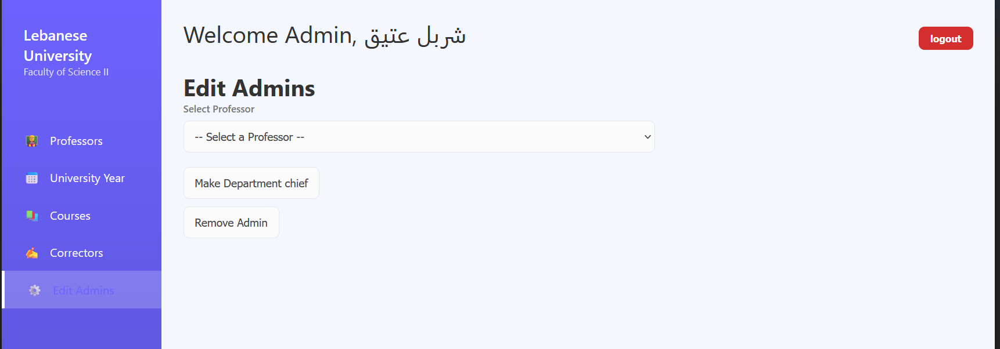 Lebanese
University
Faculty of Science II
Professors
University Year
Courses
Correctors
Edit Admins
Welcome Admin, شربل عتيق
logout
Edit Admins
Select Professor
-- Select a Professor --
Make Department chief
Remove Admin